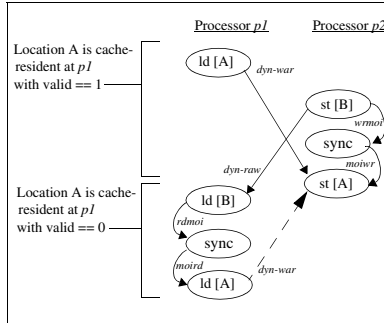 Processor p1
Processor p2
Location A is cache-
resident at p1
with valid == 1
ld [A]
dyn-war
st [B]
wrmoi
sync
moiwr
dyn-raw
st [A]
Location A is cache-
resident at p1
with valid == 0
ld [B]
rdmoi
sync
moird
dyn-war
ld [A]